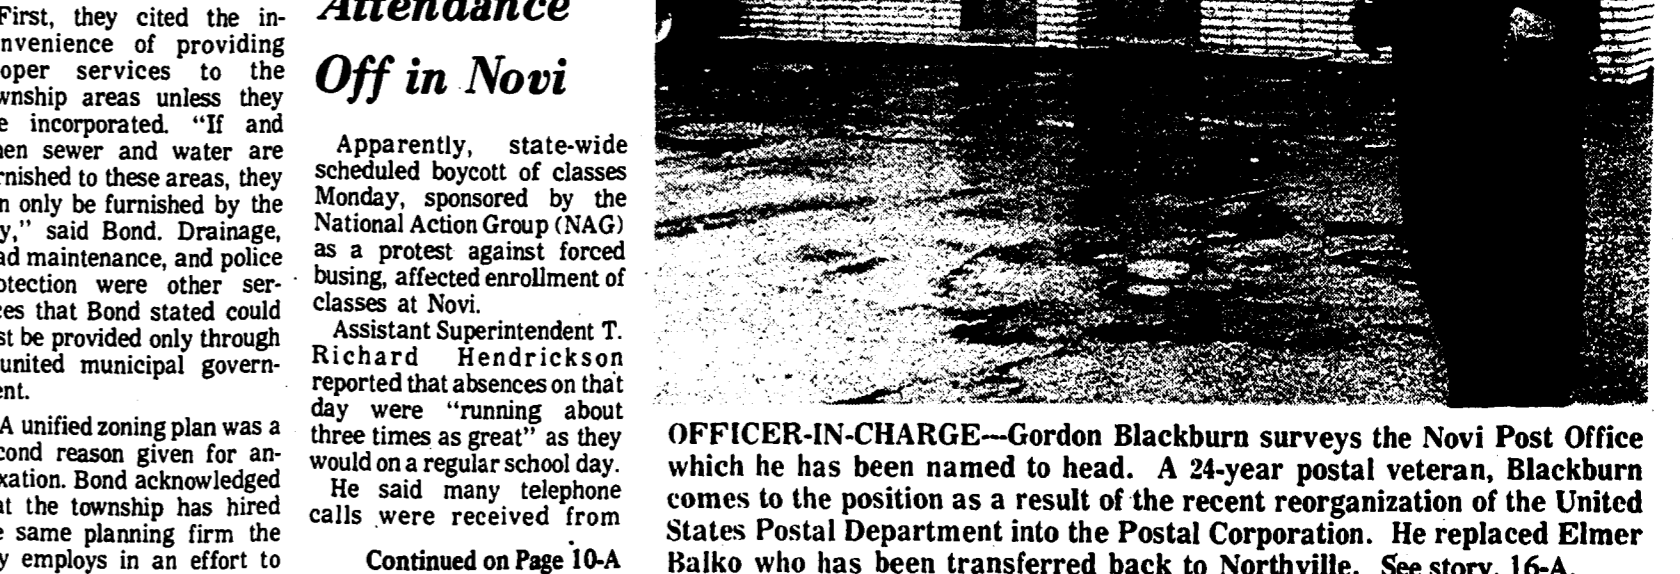 First, they cited the in-
nvenience of providing
oper services to the
wnship areas unless they
e incorporated. "If and
en sewer and water are
rnished to these areas, they
n only be furnished by the
y," said Bond. Drainage,
ad maintenance, and police
otection were other ser-
es that Bond stated could
st be provided only through
united municipal govern-
ent.
A unified zoning plan was a
cond reason given for an-
xation. Bond acknowledged
at the township has hired
e same planning firm the
y employs in an effort to
Attendance
Off in Novi
Apparently, state-wide
scheduled boycott of classes
Monday, sponsored by the
National Action Group (NAG)
as a protest against forced
busing, affected enrollment of
classes at Novi.
Assistant Superintendent T.
Richard Hendrickson
reported that absences on that
day were "running about
three times as great" as they
would on a regular school day.
He said many telephone
calls were received from
Continued on Page 10-A
OFFICER-IN-CHARGE—Gordon Blackburn surveys the Novi Post Office
which he has been named to head. A 24-year postal veteran, Blackburn
comes to the position as a result of the recent reorganization of the United
States Postal Department into the Postal Corporation. He replaced Elmer
Balko who has been transferred back to Northville. See story, 16-A.